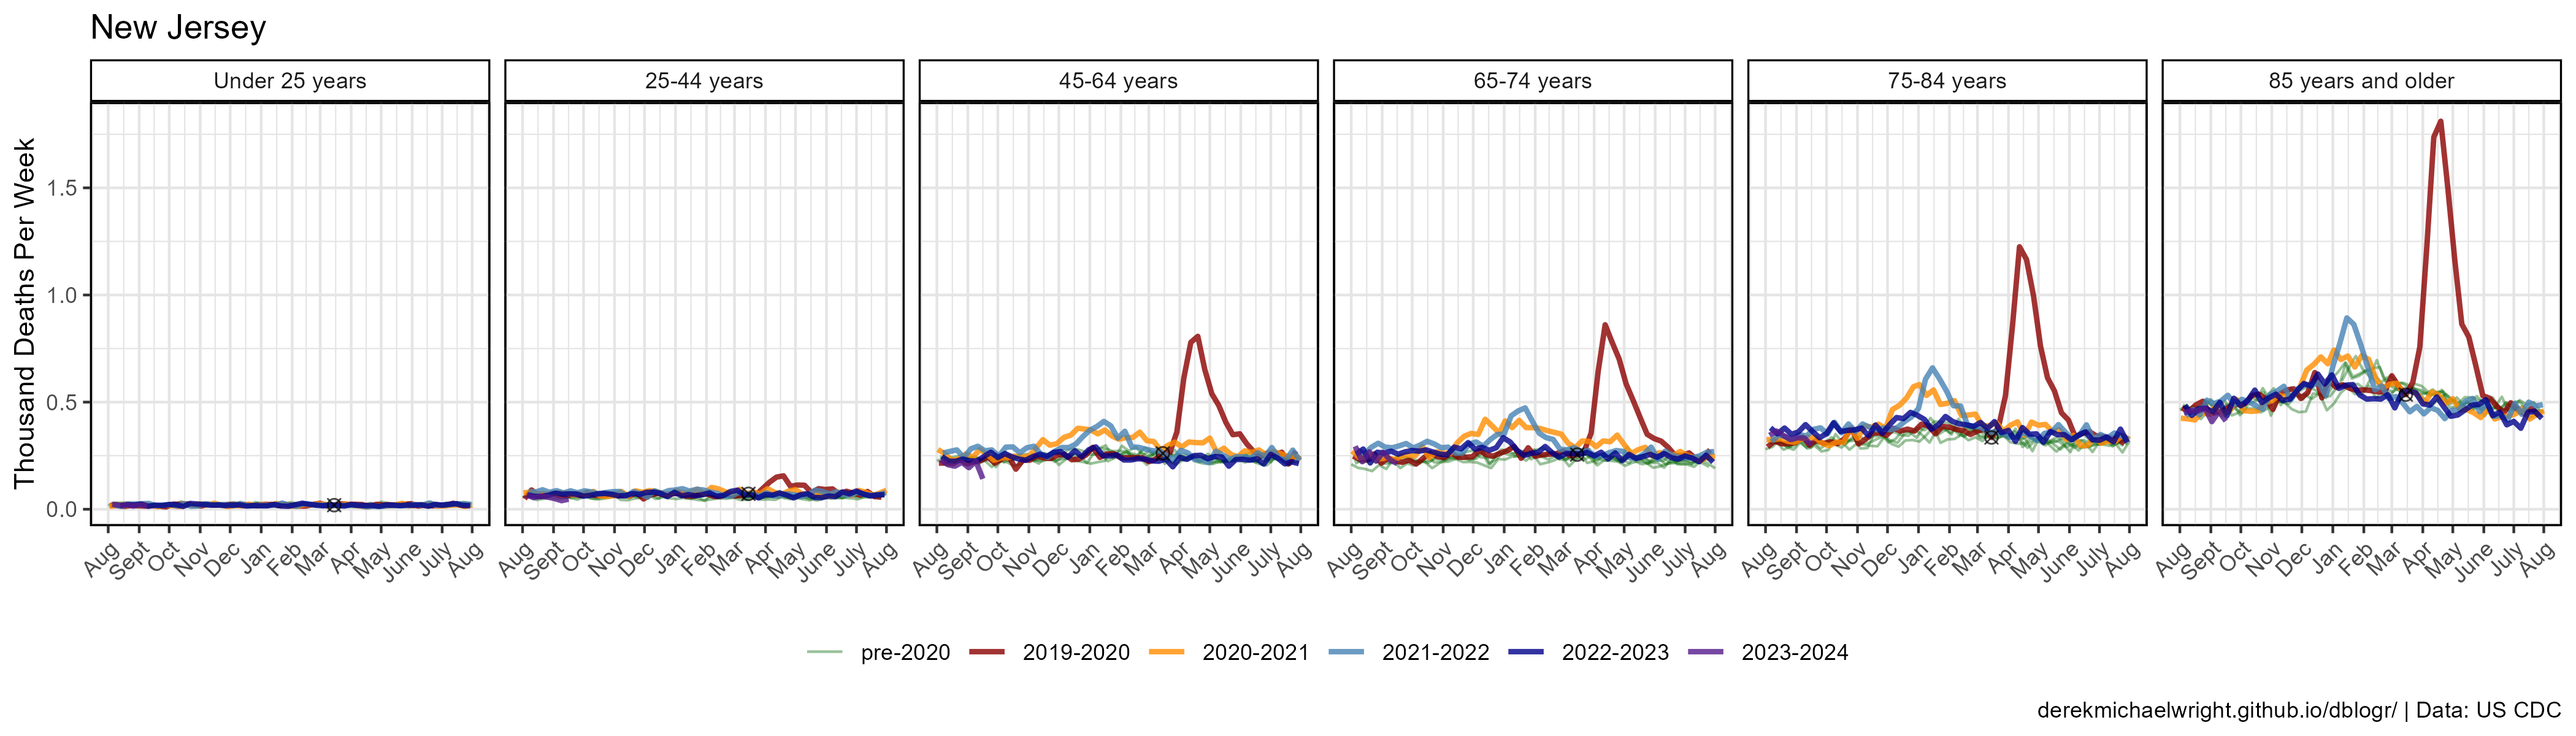 New Jersey
Under 25 years 25-44 years 45-64 years 65-74 years 75-84 years 85 years and older
Thousand Deaths Per Week
1.5
1.0
0.5
0.0
Aug Sept Oct Nov Dec Jan Feb Mar Apr May June July Aug Aug Sept Oct Nov Dec Jan Feb Mar Apr May June July Aug Aug Sept Oct Nov Dec Jan Feb Mar Apr May June July Aug Aug Sept Oct Nov Dec Jan Feb Mar Apr May June July Aug Aug Sept Oct Nov Dec Jan Feb Mar Apr May June July Aug Aug Sept Oct Nov Dec Jan Feb Mar Apr May June July Aug
pre-2020 2019-2020 2020-2021 2021-2022 2022-2023 2023-2024
derekmichaelwright.github.io/dblogr/ | Data: US CDC